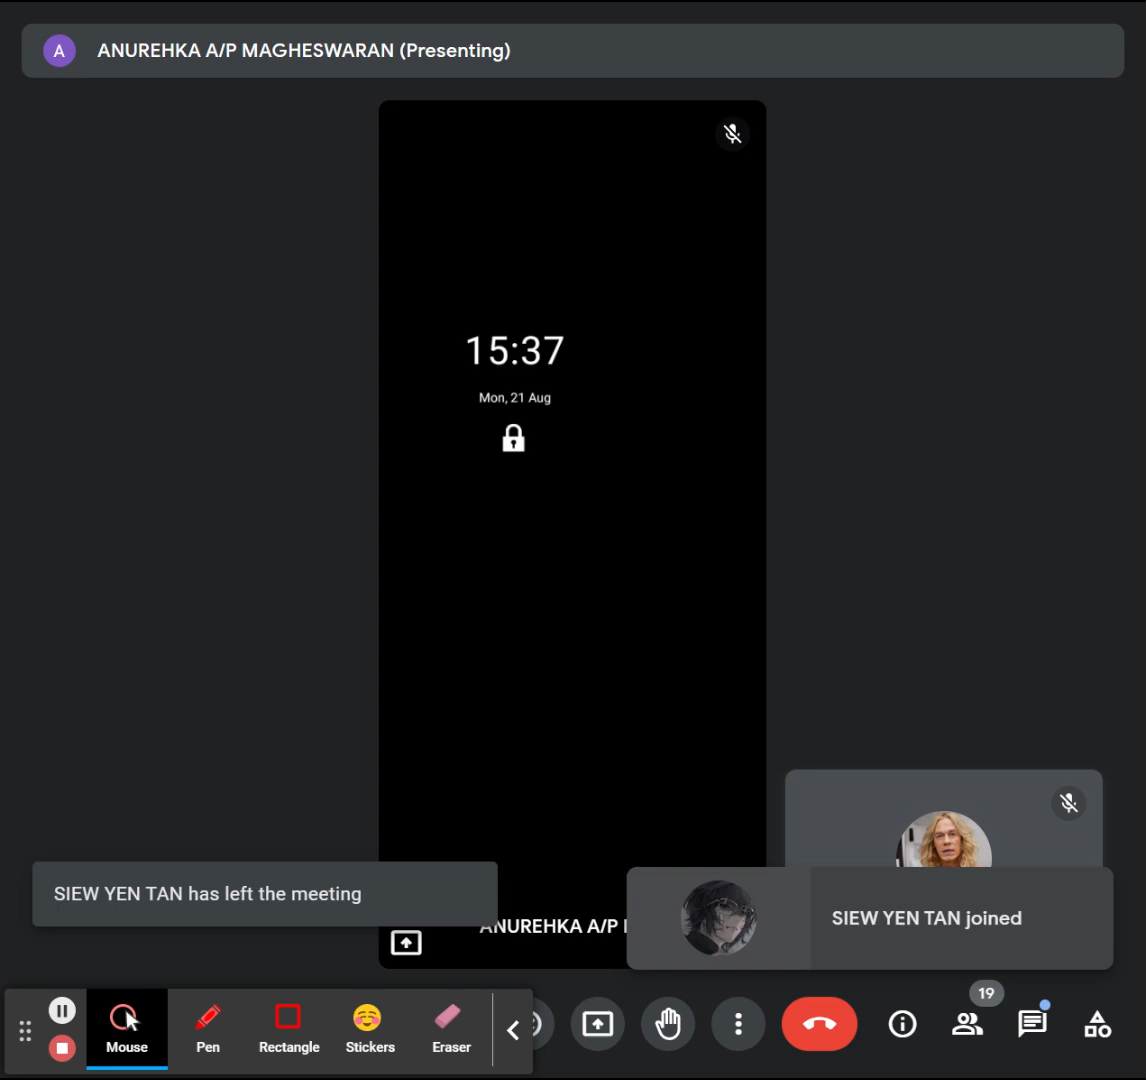 A
ANUREHKA A/P MAGHESWARAN (Presenting)
15:37
Mon, 21 Aug
SIEW YEN TAN has left the meeting
ANUREHKA A/P
SIEW YEN TAN joined
19
Mouse
Pen
Rectangle
Stickers
Eraser